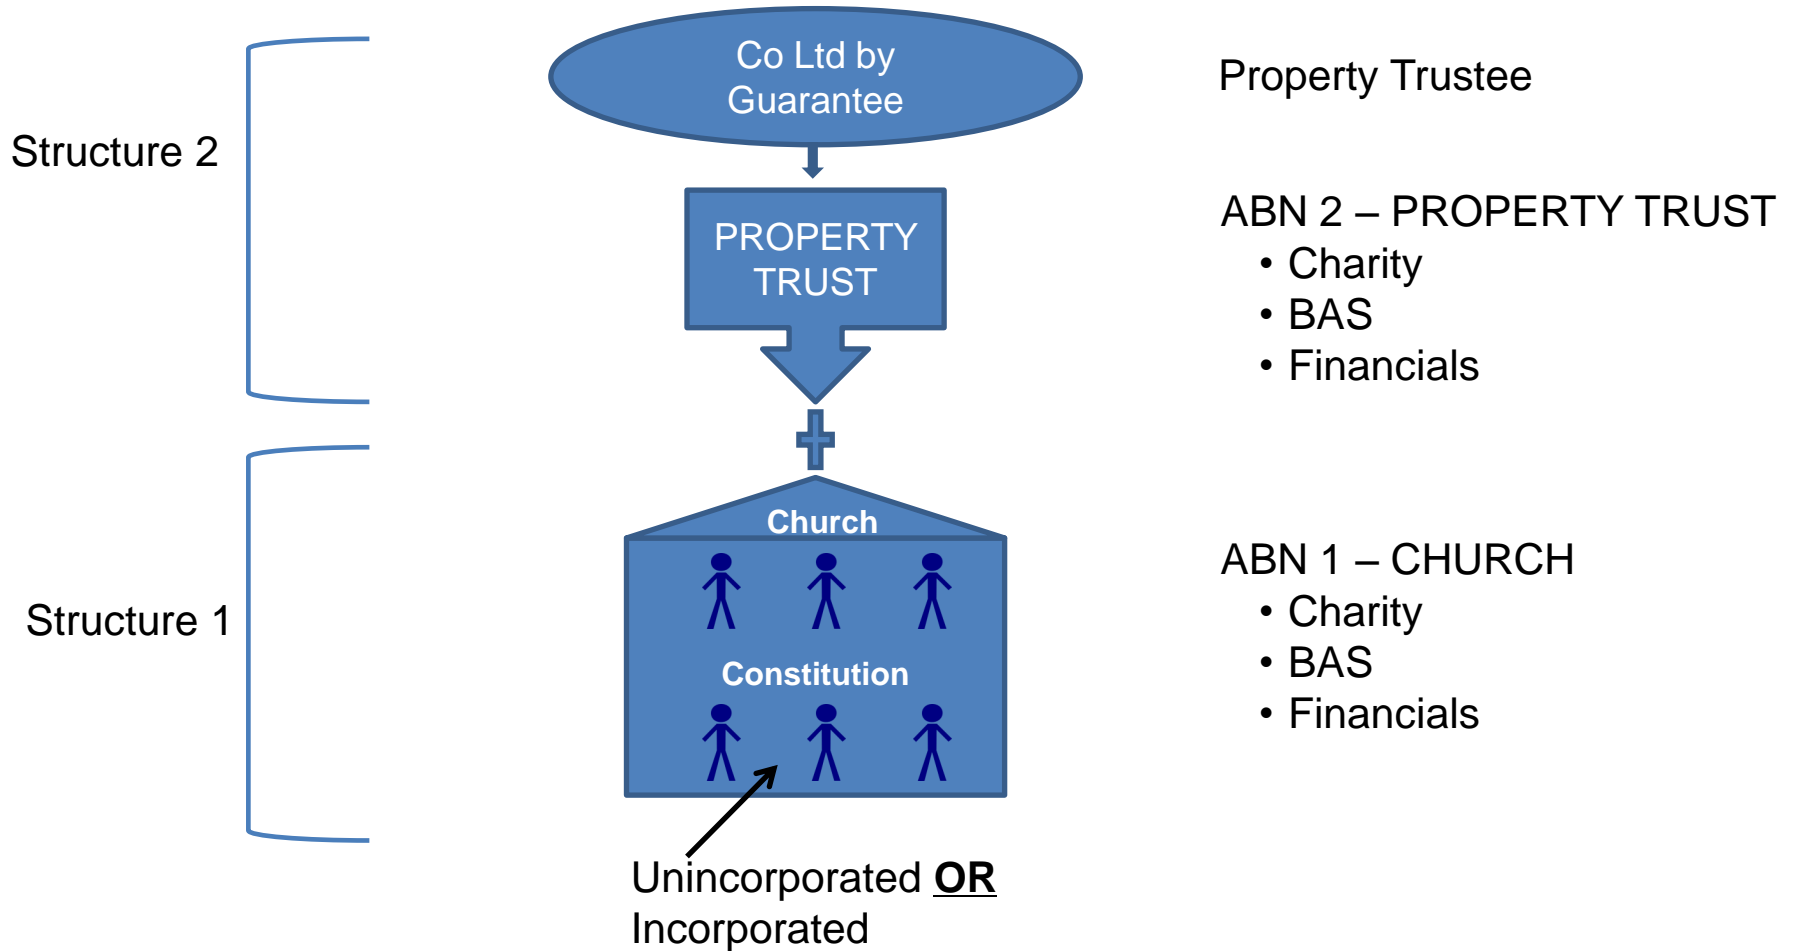 Structure 2
Co Ltd by
Guarantee
Property Trustee
PROPERTY
TRUST
ABN 2 – PROPERTY TRUST
• Charity
• BAS
• Financials
Structure 1
Church
Constitution
ABN 1 – CHURCH
• Charity
• BAS
• Financials
Unincorporated OR
Incorporated